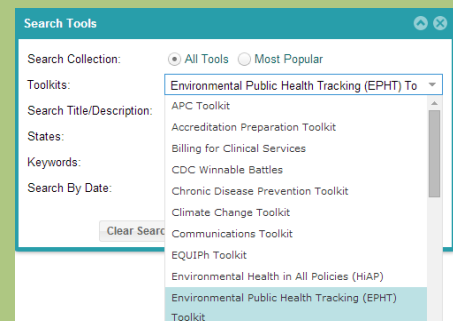 Search Tools
Search Collection: All Tools Most Popular
Toolkits: Environmental Public Health Tracking (EPHT) To
Search Title/Description:
States:
Keywords:
Search By Date:
Clear Sear
APC Toolkit
Accreditation Preparation Toolkit
Billing for Clinical Services
CDC Winnable Battles
Chronic Disease Prevention Toolkit
Climate Change Toolkit
Communications Toolkit
EQUIPh Toolkit
Environmental Health in All Policies (HiAP)
Environmental Public Health Tracking (EPHT)
Toolkit